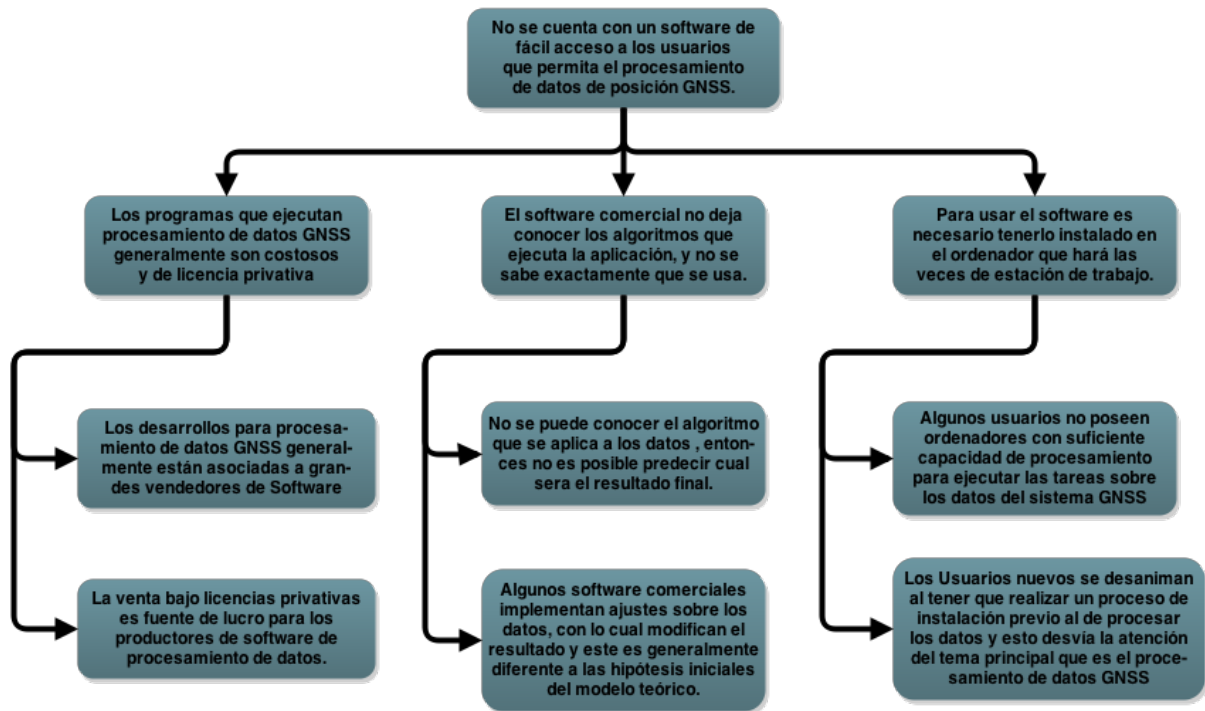 No se cuenta con un software de
fácil acceso a los usuarios
que permita el procesamiento
de datos de posición GNSS.
Los programas que ejecutan
procesamiento de datos GNSS
generalmente son costosos
y de licencia privativa
El software comercial no deja
conocer los algoritmos que
ejecuta la aplicación, y no se
sabe exactamente que se usa.
Para usar el software es
necesario tenerlo instalado en
el ordenador que hará las
veces de estación de trabajo.
Los desarrollos para procesa-
miento de datos GNSS general-
mente están asociadas a gran-
des vendedores de Software
No se puede conocer el algoritmo
que se aplica a los datos , enton-
ces no es posible predecir cual
sera el resultado final.
Algunos usuarios no poseen
ordenadores con suficiente
capacidad de procesamiento
para ejecutar las tareas sobre
los datos del sistema GNSS
La venta bajo licencias privativas
es fuente de lucro para los
productores de software de
procesamiento de datos.
Algunos software comerciales
implementan ajustes sobre los
datos, con lo cual modifican el
resultado y este es generalmente
diferente a las hipótesis iniciales
del modelo teórico.
Los Usuarios nuevos se desaniman
al tener que realizar un proceso de
instalación previo al de procesar
los datos y esto desvía la atención
del tema principal que es el proce-
samiento de datos GNSS